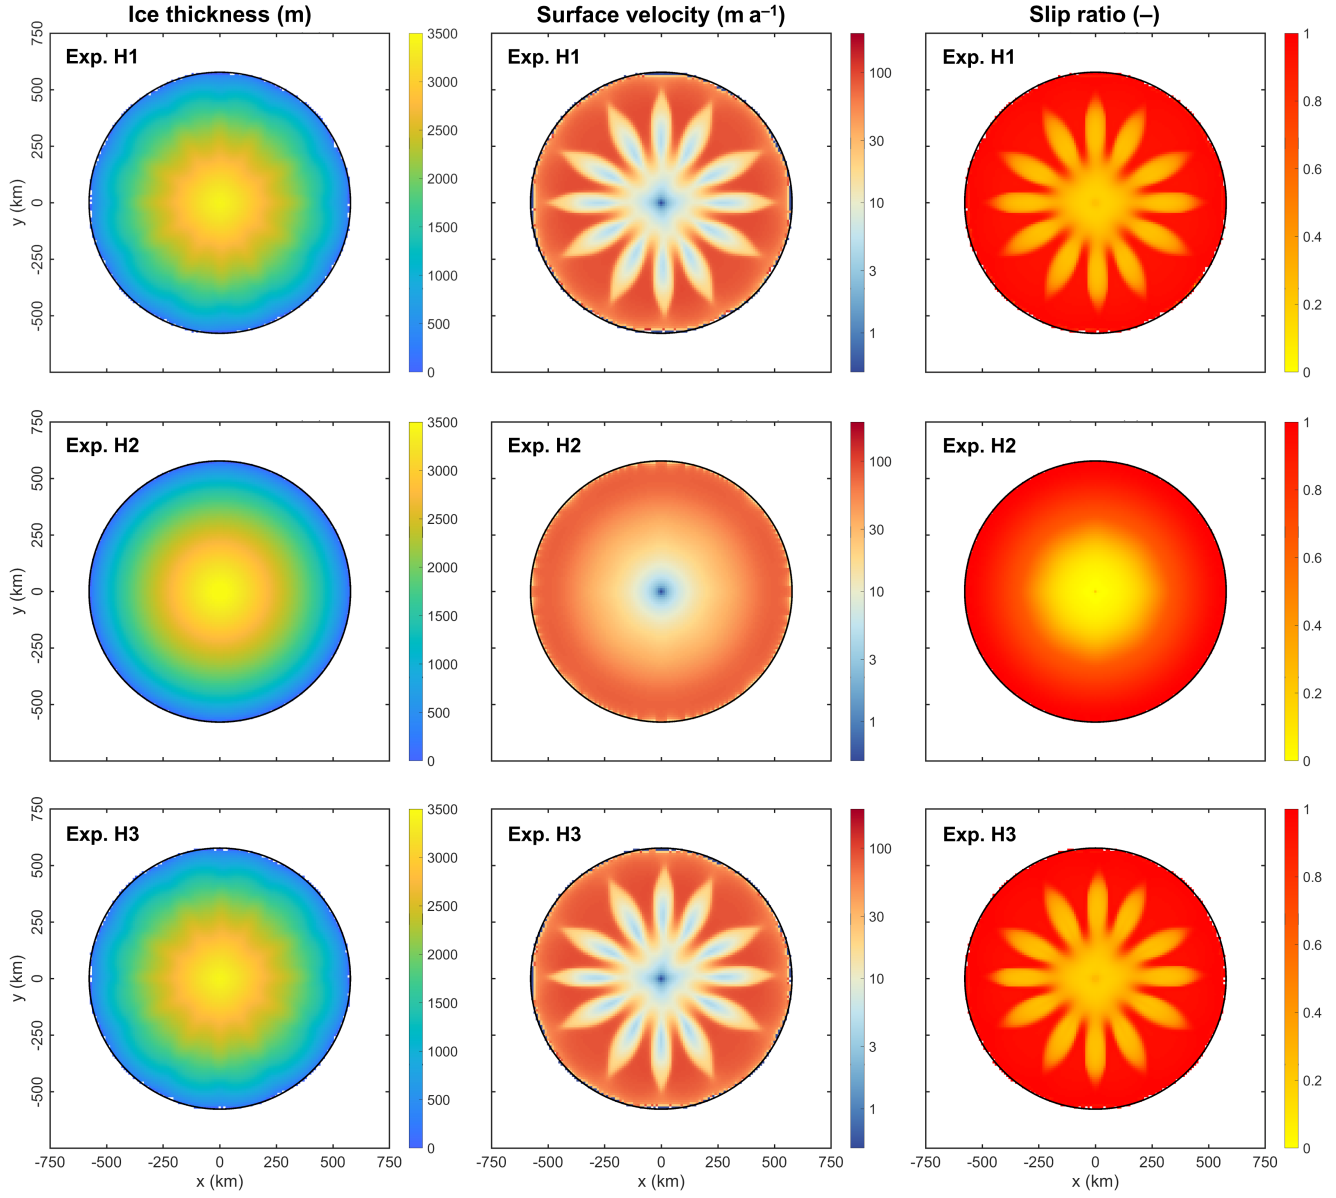 Ice thickness (m) Surface velocity (m a⁻¹) Slip ratio (–)
Exp. H1 Exp. H1 Exp. H1
750 500 250 0 -250 -500
y (km)
3500 3000 2500 2000 1500 1000 500 0
100 30 10 3 1
1 0.8 0.6 0.4 0.2 0
Exp. H2 Exp. H2 Exp. H2
750 500 250 0 -250 -500
y (km)
3500 3000 2500 2000 1500 1000 500 0
100 30 10 3 1
1 0.8 0.6 0.4 0.2 0
Exp. H3 Exp. H3 Exp. H3
750 500 250 0 -250 -500
y (km)
3500 3000 2500 2000 1500 1000 500 0
100 30 10 3 1
1 0.8 0.6 0.4 0.2 0
-750 -500 -250 0 250 500 750 -750 -500 -250 0 250 500 750 -750 -500 -250 0 250 500 750
x (km) x (km) x (km)